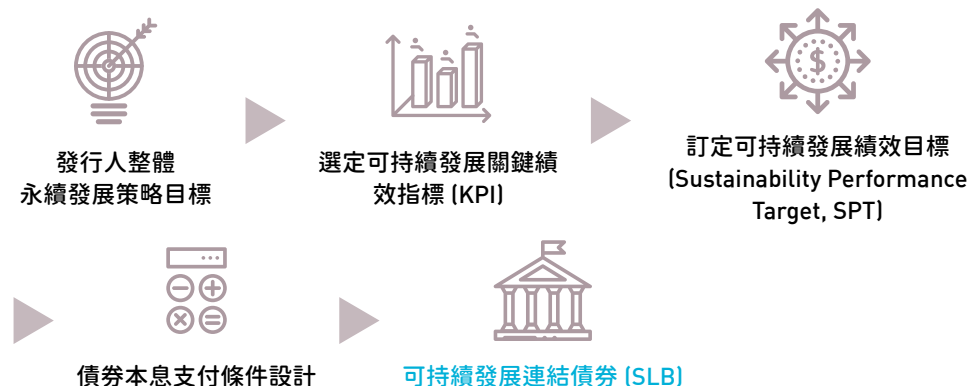 發行人整體
永續發展策略目標
選定可持續發展關鍵績
效指標 (KPI)
訂定可持續發展績效目標
(Sustainability Performance
Target, SPT)
債券本息支付條件設計
可持續發展連結債券 (SLB)